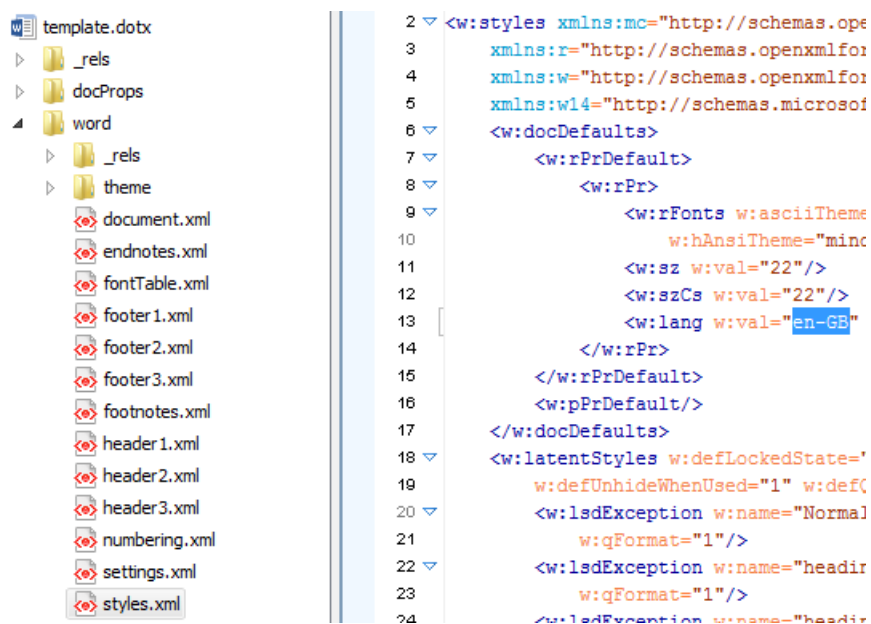 template.dotx
_rels
docProps
word
_rels
theme
document.xml
endnotes.xml
fontTable.xml
footer1.xml
footer2.xml
footer3.xml
footnotes.xml
header1.xml
header2.xml
header3.xml
numbering.xml
settings.xml
styles.xml
2 <w:styles xmlns:mc="http://schemas.ope
3 xmlns:r="http://schemas.openxmlfor
4 xmlns:w="http://schemas.openxmlfor
5 xmlns:w14="http://schemas.microsof
6 <w:docDefaults>
7 <w:rPrDefault>
8 <w:rPr>
9 <w:rFonts w:asciiTheme
10 w:hAnsiTheme="mino
11 <w:sz w:val="22"/>
12 <w:szCs w:val="22"/>
13 <w:lang w:val="en-GB"
14 </w:rPr>
15 </w:rPrDefault>
16 <w:pPrDefault/>
17 </w:docDefaults>
18 <w:latentStyles w:defLockedState="
19 w:defUnhideWhenUsed="1" w:defQ
20 <w:lsdException w:name="Normal
21 w:qFormat="1"/>
22 <w:lsdException w:name="headin
23 w:qFormat="1"/>
24 <w:lsdException w:name="headin